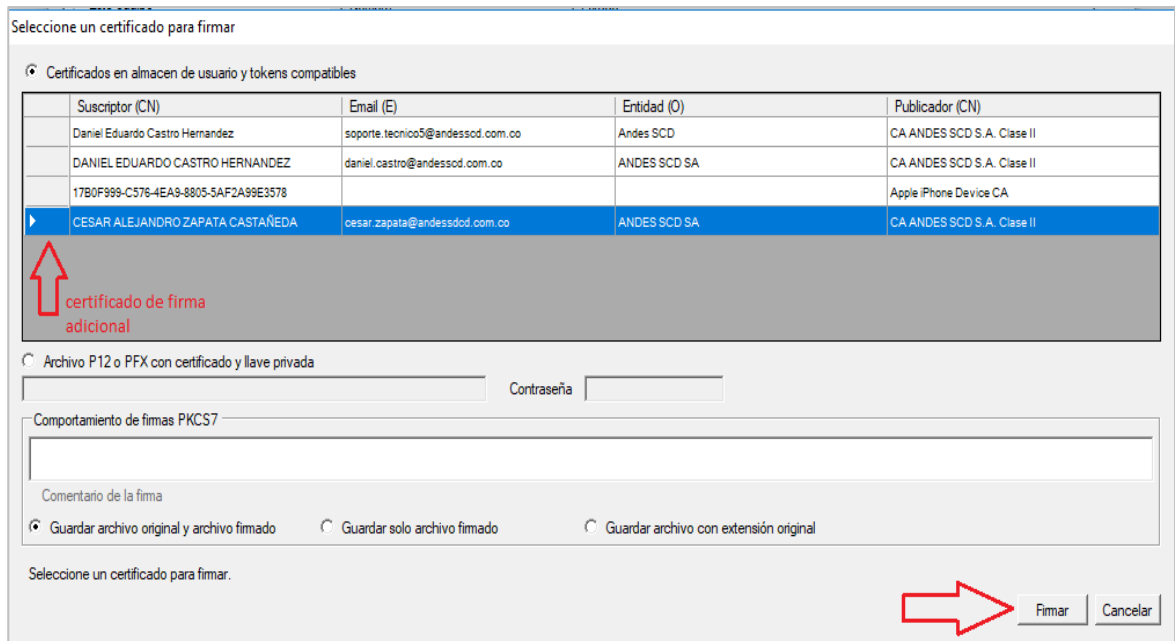 Seleccione un certificado para firmar
Certificados en almacen de usuario y tokens compatibles
Suscriptor (CN) Email (E) Entidad (O) Publicador (CN)
Daniel Eduardo Castro Hernandez soporte.tecnico5@andesscd.com.co Andes SCD CA ANDES SCD S.A. Clase II
DANIEL EDUARDO CASTRO HERNANDEZ daniel.castro@andesscd.com.co ANDES SCD SA CA ANDES SCD S.A. Clase II
17B0F999-C576-4EA9-8805-5AF2A99E3578 Apple iPhone Device CA
CESAR ALEJANDRO ZAPATA CASTAÑEDA cesar.zapata@andessdcd.com.co ANDES SCD SA CA ANDES SCD S.A. Clase II
certificado de firma
adicional
Archivo P12 o PFX con certificado y llave privada
Contraseña
Comportamiento de firmas PKCS7
Comentario de la firma
Guardar archivo original y archivo firmado Guardar solo archivo firmado Guardar archivo con extensión original
Seleccione un certificado para firmar.
Firmar Cancelar